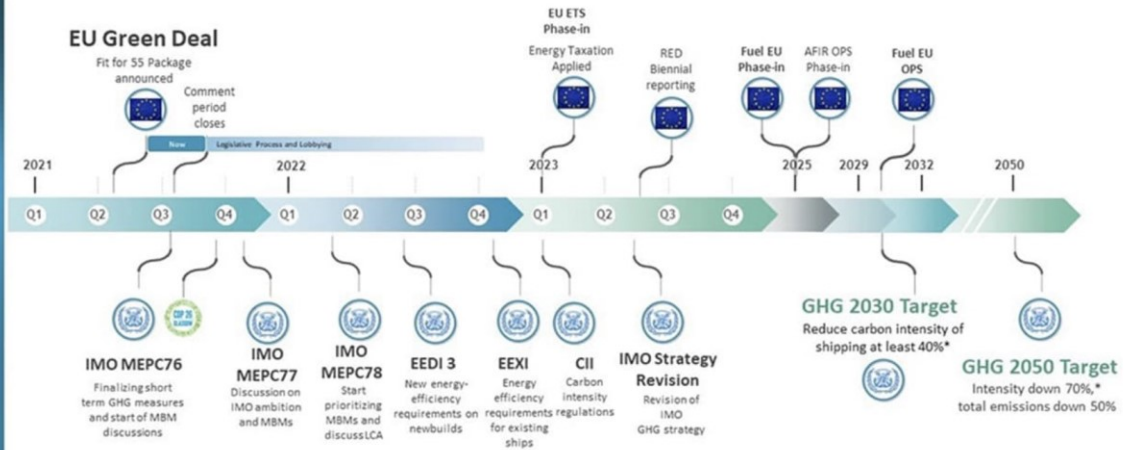 EU Green Deal
Fit for 55 Package
announced
Comment
period
closes
EU ETS
Phase-in
Energy Taxation
Applied
RED
Biennial
reporting
Fuel EU
Phase-in
AFIR OPS
Phase-in
Fuel EU
OPS
Now
Legislative Process and Lobbying
2021
2022
2023
2025
2029
2032
2050
Q1
Q2
Q3
Q4
Q1
Q2
Q3
Q4
Q1
Q2
Q3
Q4
COP 26
GLASGOW
IMO MEPC76
Finalizing short
term GHG measures
and start of MBM
discussions
IMO
MEPC77
Discussion on
IMO ambition
and MBMs
IMO
MEPC78
Start
prioritizing
MBMs and
discussLCA
EEDI 3
New energy-
efficiency
requirements on
newbuilds
EEXI
Energy
efficiency
requirements
for existing
ships
CII
Carbon
intensity
regulations
IMO Strategy
Revision
Revision of
IMO
GHG strategy
GHG 2030 Target
Reduce carbon intensity of
shipping at least 40%*
GHG 2050 Target
Intensity down 70%,*
total emissions down 50%